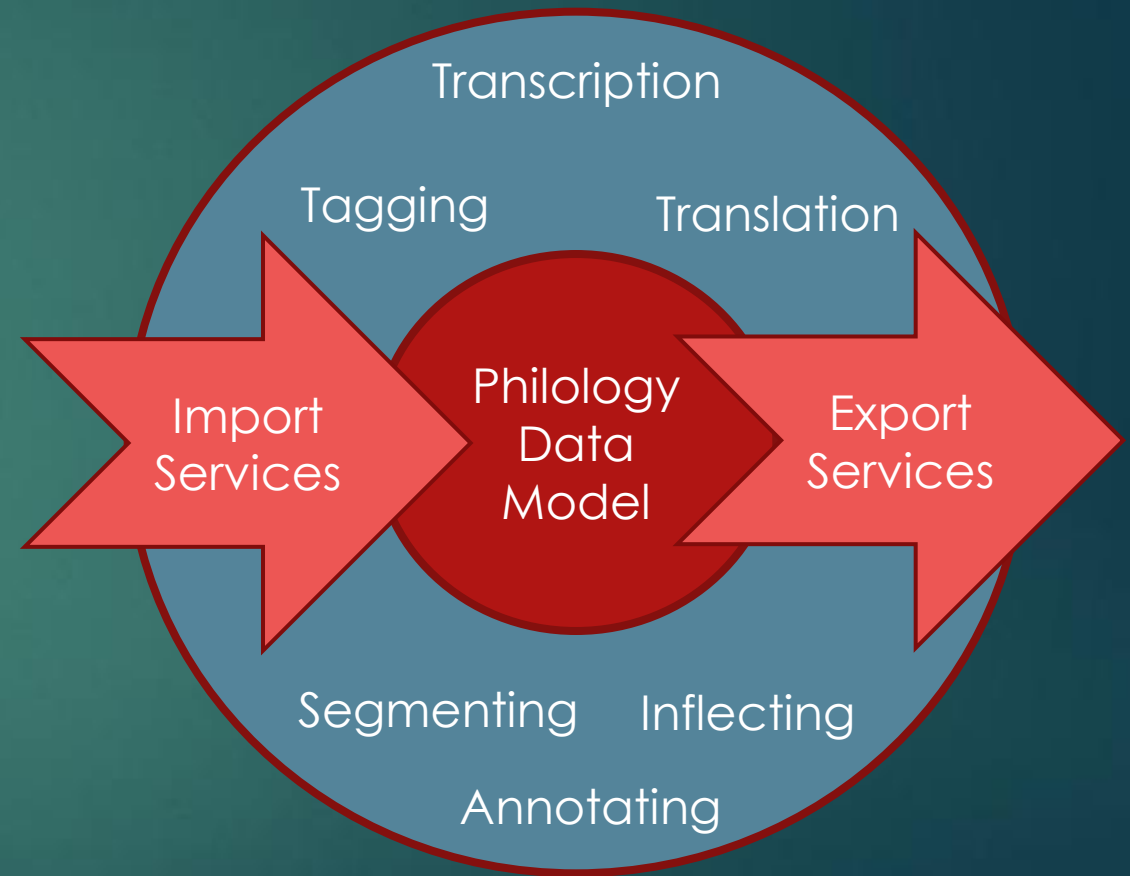 Transcription
Tagging
Translation
Import
Services
Philology
Data
Model
Export
Services
Segmenting
Inflecting
Annotating